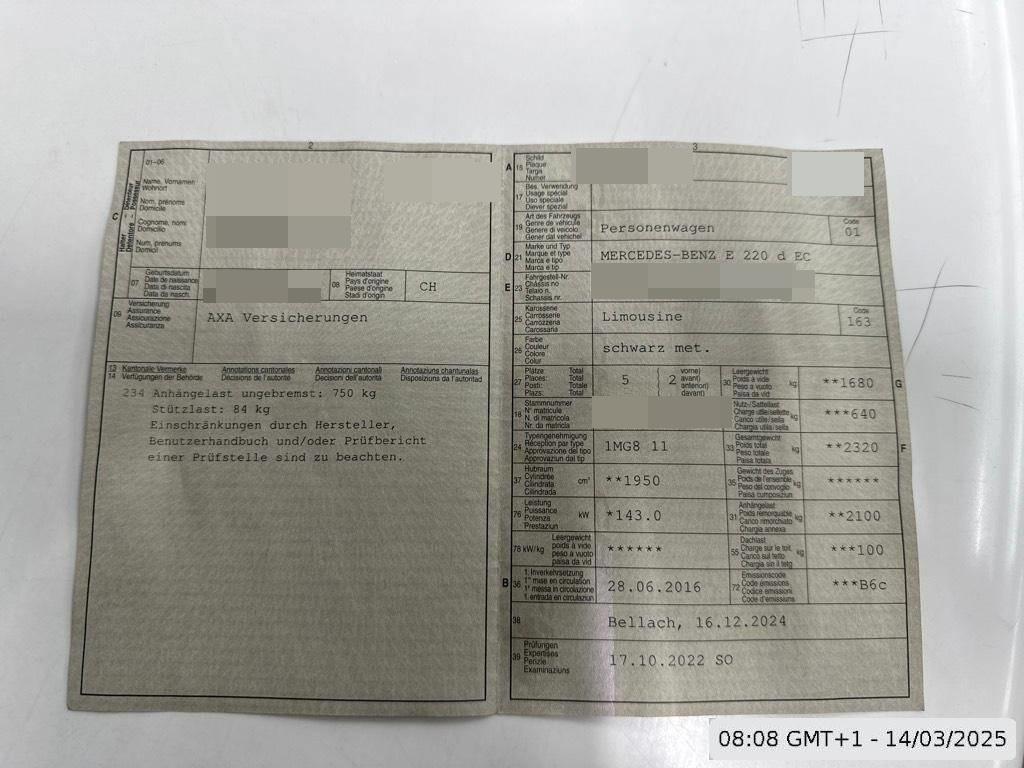 2
C
Halter - Détenteur
Detentore - Possessur
01-06
Name, Vornamen
Wohnort
Nom, prénoms
Domicile
Cognome, nomi
Domicilio
Num, prenums
Domicil
07
Geburtsdatum
Date de naissance
Data di nascita
Data da nasch.
08
Heimatstaat
Pays d'origine
Paese d'origine
Stadi d'origin
CH
09
Versicherung
Assurance
Assicurazione
Assicuranza
AXA Versicherungen
13
14
Kantonale Vermerke
Verfügungen der Behörde
Annotations cantonales
Décisions de l'autorité
Annotazioni cantonali
Decisioni dell'autorità
Annotaziuns chantunalas
Disposiziuns da l'autoritad
234 Anhängelast ungebremst: 750 kg
Stützlast: 84 kg
Einschränkungen durch Hersteller,
Benutzerhandbuch und/oder Prüfbericht
einer Prüfstelle sind zu beachten.
3
A 15
Schild
Plaque
Targa
Numer
17
Bes. Verwendung
Usage spécial
Uso speciale
Diever spezial
19
Art des Fahrzeugs
Genre de véhicule
Genere di veicolo
Gener dal vehichel
Personenwagen
Code
01
D 21
Marke und Typ
Marque et type
Marca e tipo
Marca e tip
MERCEDES-BENZ E 220 d EC
E 23
Fahrgestell-Nr.
Châssis no
Telaio n.
Schassis nr.
25
Karosserie
Carrosserie
Carrozzeria
Carossaria
Limousine
Code
163
26
Farbe
Couleur
Colore
Colur
schwarz met.
27
Plätze Total
Places: Total
Posti: Totale
Plazs: Total
5
2
vorne)
avant)
anteriori)
davant)
30
Leergewicht
Poids à vide
Peso a vuoto
Paisa da vid
kg
**1680
G
18
Stammnummer
N° matricule
N. di matricola
Nr. da matricla
Nutz-/Sattellast
Charge utile/sellette
Carico utile/sella
Chargia utila/sella
kg
***640
24
Typengenehmigung
Réception par type
Approvazione del tipo
Approvaziun dal tip
1MG8 11
33
Gesamtgewicht
Poids total
Peso totale
Paisa totala
kg
**2320
F
37
Hubraum
Cylindrée
Cilindrata
Cilindrada
cm³
**1950
35
Gewicht des Zuges
Poids de l'ensemble
Peso del convoglio
Paisa cumposiziun
kg
******
76
Leistung
Puissance
Potenza
Prestaziun
kW
*143.0
31
Anhängelast
Poids remorquable
Carico rimorchiato
Chargia annexa
kg
**2100
78 kW/kg
Leergewicht
poids à vide
peso a vuoto
paisa da vid
******
55
Dachlast
Charge sur le toit
Carico sul tetto
Chargia sin il tetg
kg
***100
B 36
1. Inverkehrsetzung
1re mise en circulation
1a messa in circolazione
1. entrada en circulaziun
28.06.2016
72
Emissionscode
Code émissions
Codice emissioni
Code d'emissiuns
***B6c
38
Bellach, 16.12.2024
39
Prüfungen
Expertises
Perizie
Examinaziuns
17.10.2022 SO
08:08 GMT+1 - 14/03/2025